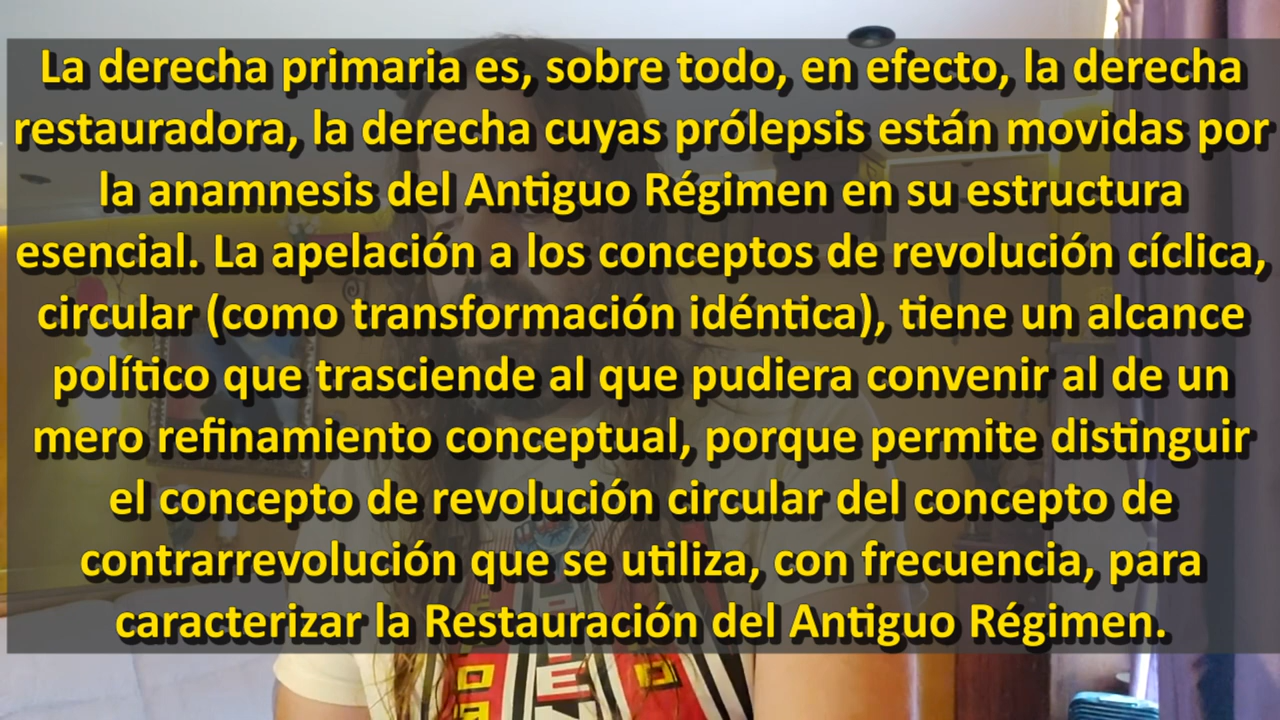 La derecha primaria es, sobre todo, en efecto, la derecha
restauradora, la derecha cuyas prólepsis están movidas por
la anamnesis del Antiguo Régimen en su estructura
esencial. La apelación a los conceptos de revolución cíclica,
circular (como transformación idéntica), tiene un alcance
político que trasciende al que pudiera convenir al de un
mero refinamiento conceptual, porque permite distinguir
el concepto de revolución circular del concepto de
contrarrevolución que se utiliza, con frecuencia, para
caracterizar la Restauración del Antiguo Régimen.